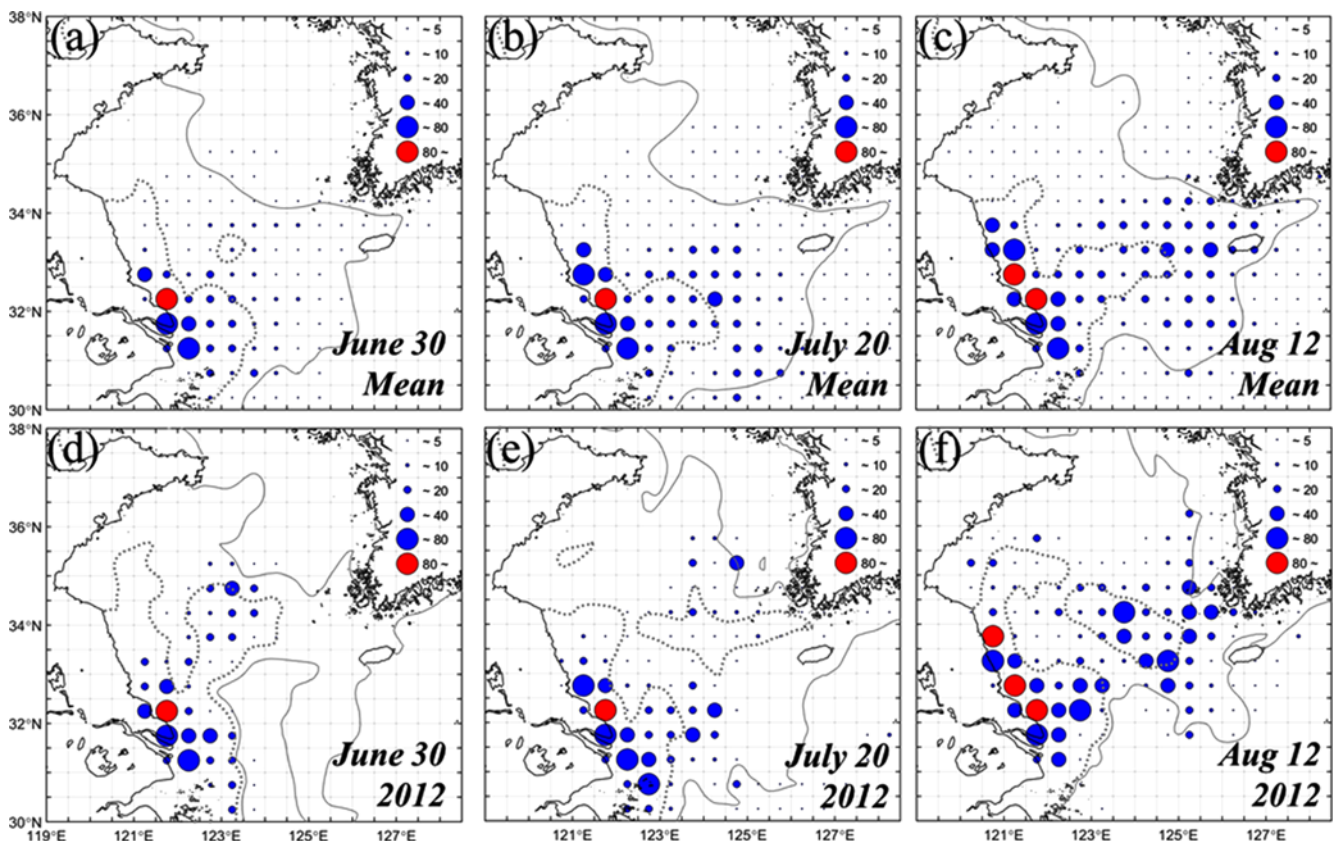 38°N
36°N
34°N
32°N
30°N
(a)
~ 5
~ 10
~ 20
~ 40
~ 80
80 ~
June 30
Mean
(b)
~ 5
~ 10
~ 20
~ 40
~ 80
80 ~
July 20
Mean
(c)
~ 5
~ 10
~ 20
~ 40
~ 80
80 ~
Aug 12
Mean
38°N
36°N
34°N
32°N
30°N
(d)
~ 5
~ 10
~ 20
~ 40
~ 80
80 ~
June 30
2012
(e)
~ 5
~ 10
~ 20
~ 40
~ 80
80 ~
July 20
2012
(f)
~ 5
~ 10
~ 20
~ 40
~ 80
80 ~
Aug 12
2012
119°E 121°E 123°E 125°E 127°E
121°E 123°E 125°E 127°E
121°E 123°E 125°E 127°E